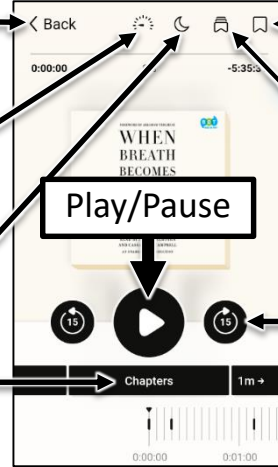 Back
0:00:00
-5:35:3
WHEN
BREATH
BECOMES
Play/Pause
15
15
Chapters
1m→
0:00:00
0:01:00